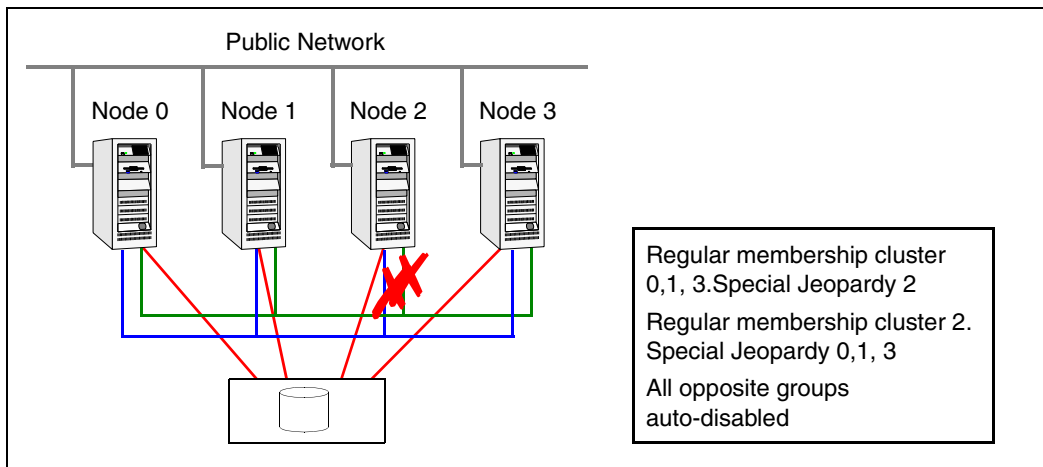 Public Network
Node 0
Node 1
Node 2
Node 3
Regular membership cluster
0,1, 3.Special Jeopardy 2
Regular membership cluster 2.
Special Jeopardy 0,1, 3
All opposite groups
auto-disabled